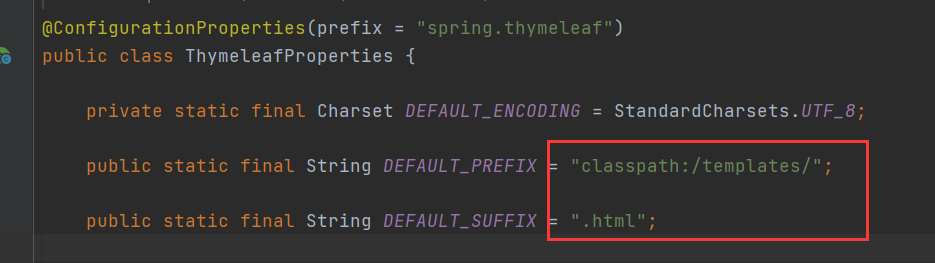 @ConfigurationProperties(prefix = "spring.thymeleaf")
public class ThymeleafProperties {
private static final Charset DEFAULT_ENCODING = StandardCharsets.UTF_8;
public static final String DEFAULT_PREFIX = "classpath:/templates/";
public static final String DEFAULT_SUFFIX = ".html";